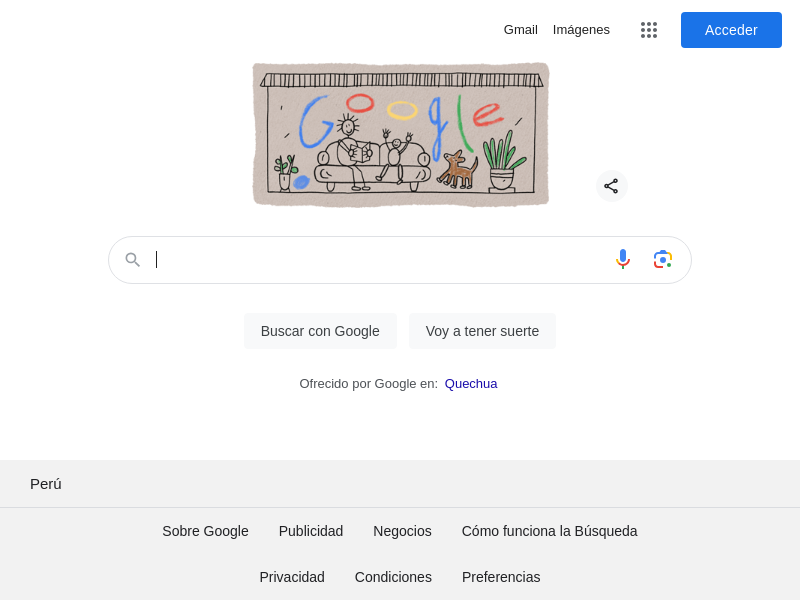 Gmail Imágenes Acceder
Google
Buscar con Google Voy a tener suerte
Ofrecido por Google en: Quechua
Perú
Sobre Google Publicidad Negocios Cómo funciona la Búsqueda
Privacidad Condiciones Preferencias